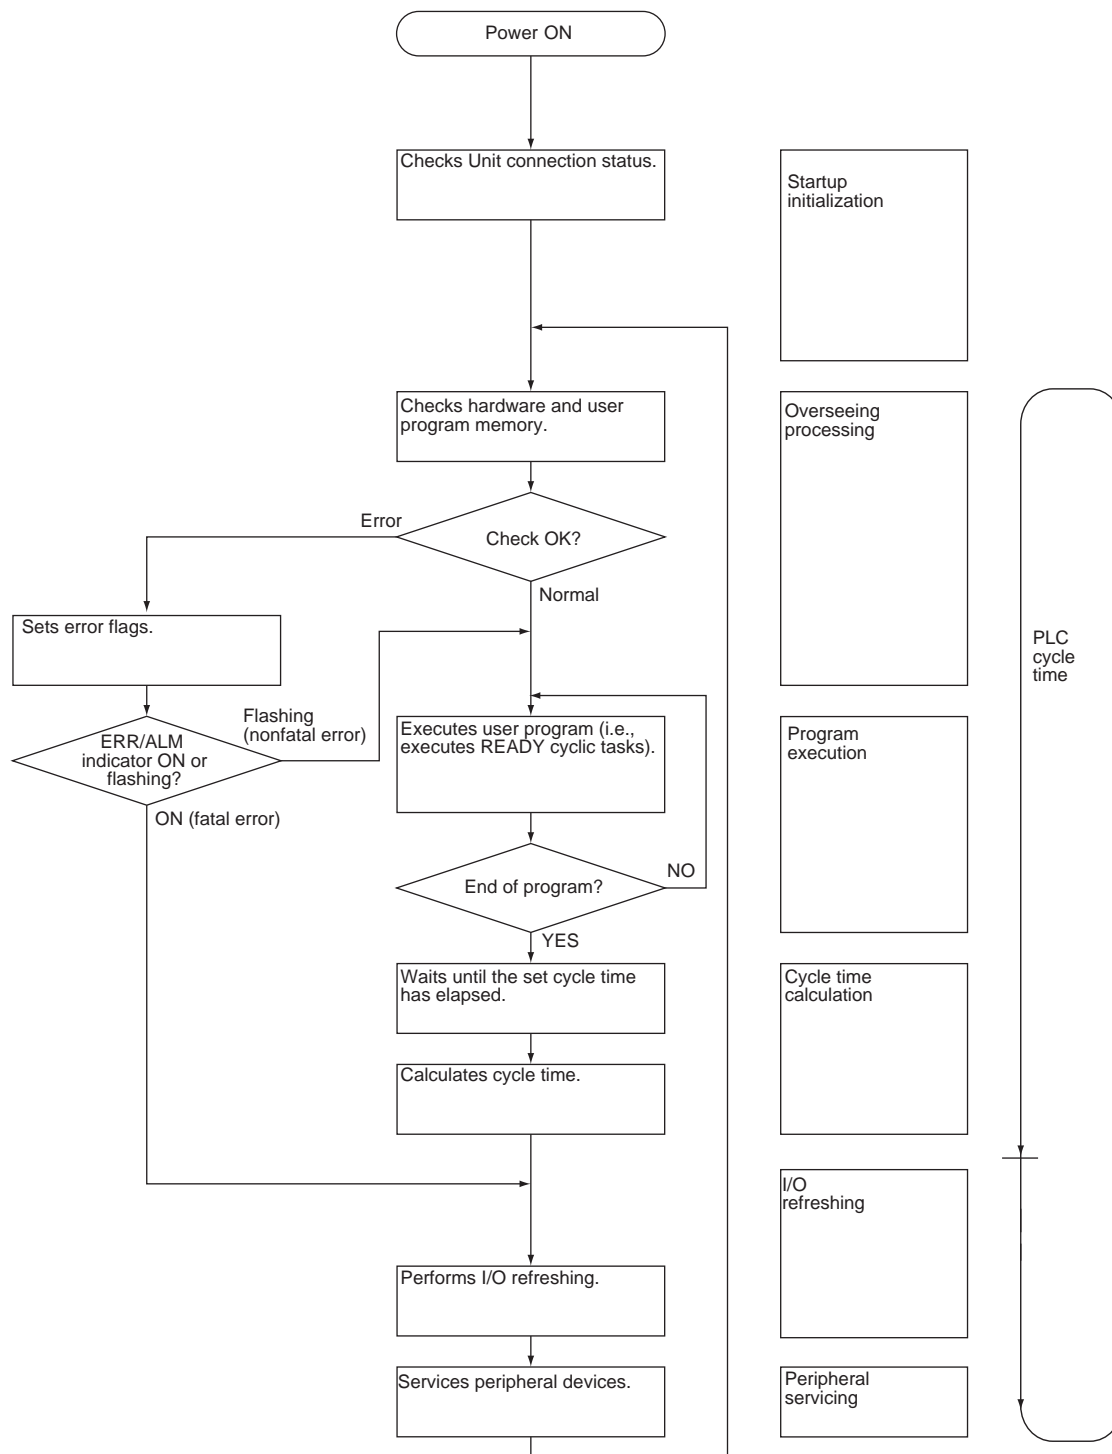 Power ON
Checks Unit connection status.
Startup
initialization
Checks hardware and user
program memory.
Overseeing
processing
Error
Check OK?
Normal
Sets error flags.
PLC
cycle
time
Flashing
(nonfatal error)
ERR/ALM
indicator ON or
flashing?
Executes user program (i.e.,
executes READY cyclic tasks).
Program
execution
ON (fatal error)
End of program?
NO
YES
Waits until the set cycle time
has elapsed.
Cycle time
calculation
Calculates cycle time.
I/O
refreshing
Performs I/O refreshing.
Services peripheral devices.
Peripheral
servicing